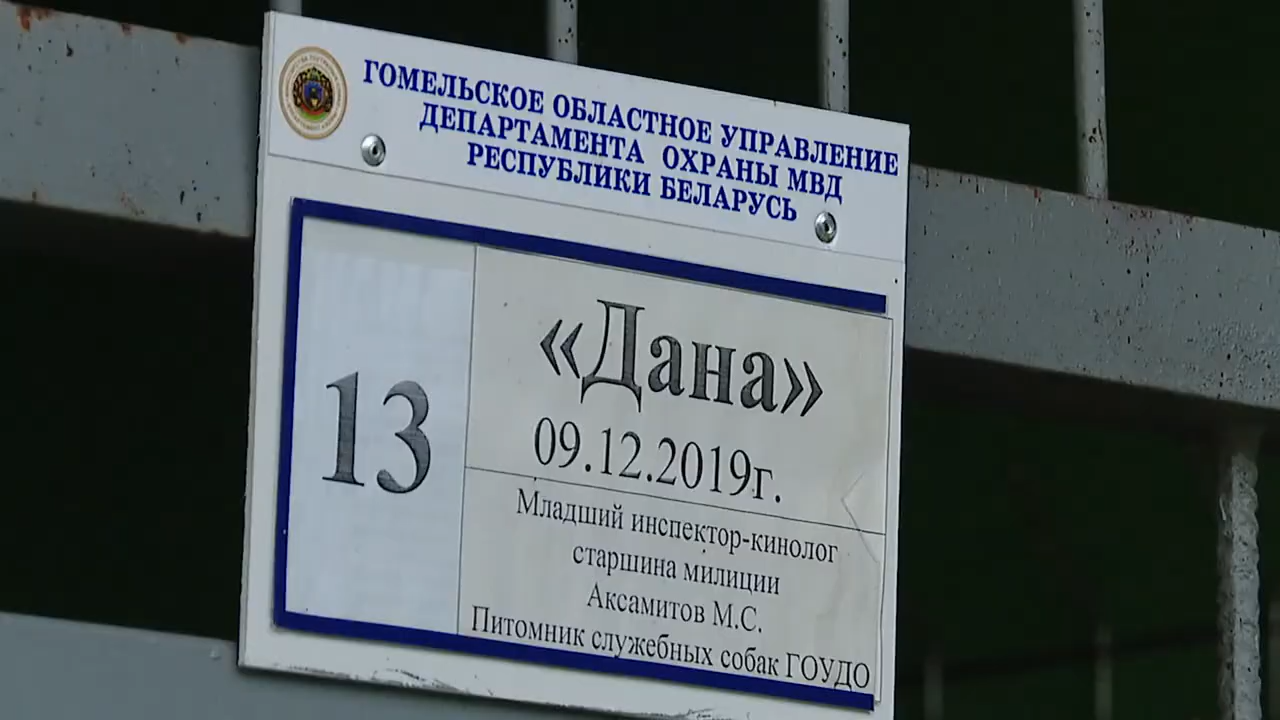 ГОМЕЛЬСКОЕ ОБЛАСТНОЕ УПРАВЛЕНИЕ
ДЕПАРТАМЕНТА ОХРАНЫ МВД
РЕСПУБЛИКИ БЕЛАРУСЬ
13
«Дана»
09.12.2019г.
Младший инспектор-кинолог
старшина милиции
Аксамитов М.С.
Питомник служебных собак ГОУДО